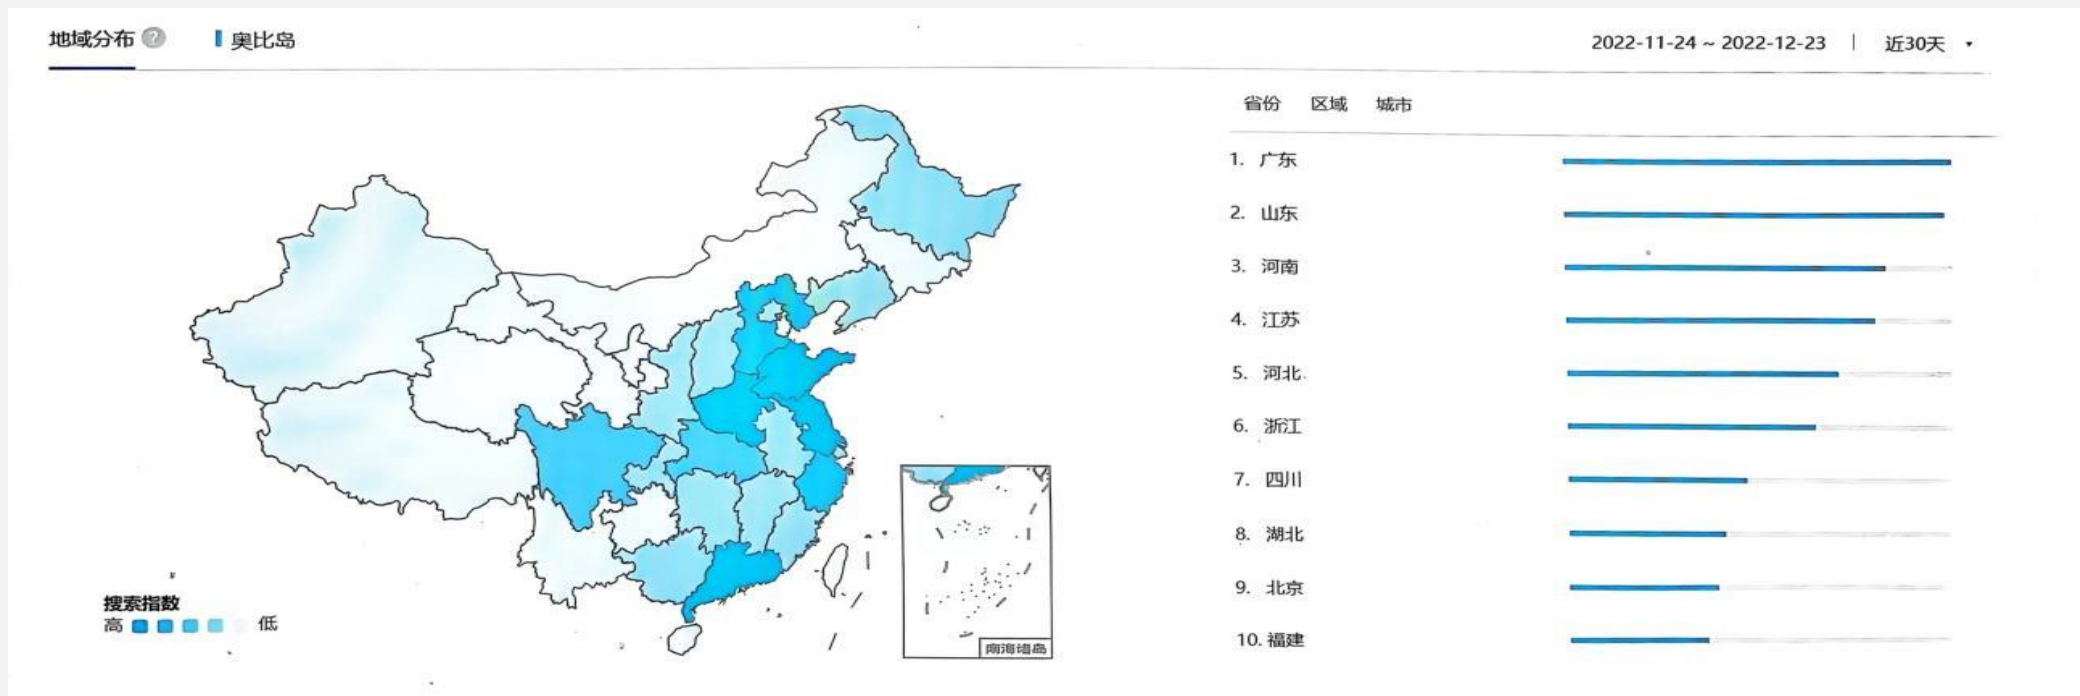 地域分布 ? 奥比岛
2022-11-24 ~ 2022-12-23 | 近30天
省份 区域 城市
1. 广东
2. 山东
3. 河南
4. 江苏
5. 河北
6. 浙江
7. 四川
8. 湖北
9. 北京
10. 福建
搜索指数
高 低
南海诸岛